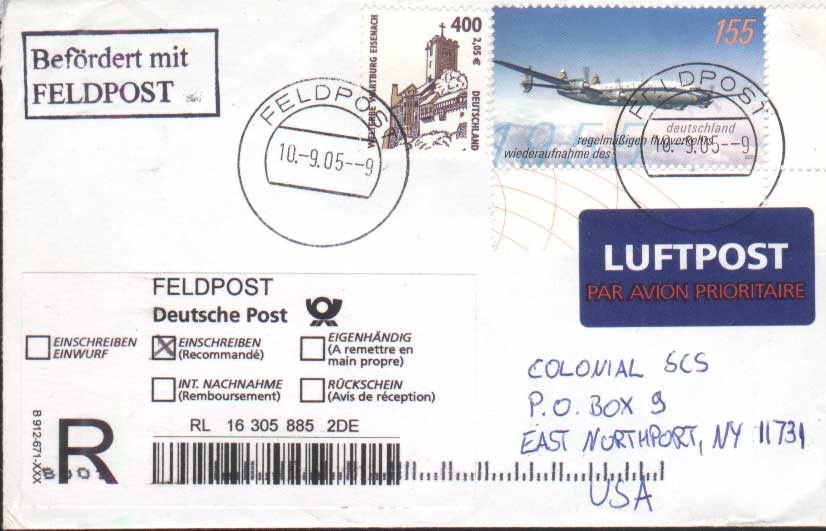 Befördert mit
FELDPOST
400
2,05 €
WELTERBE WARTBURG EISENACH
DEUTSCHLAND
155
deutschland
regelmäßigen flugverkehrs
wiederaufnahme des
FELDPOST
10.-9.05--9
FELDPOST
10.-9.05--9
LUFTPOST
PAR AVION PRIORITAIRE
FELDPOST
Deutsche Post
EINSCHREIBEN
EINWURF
EINSCHREIBEN
(Recommandé)
EIGENHÄNDIG
(A remettre en
main propre)
INT. NACHNAHME
(Remboursement)
RÜCKSCHEIN
(Avis de réception)
RL 16 305 885 2DE
B 912-671-XXX
R
COLONIAL SCS
P.O. BOX 9
EAST NORTHPORT, NY 11731
USA